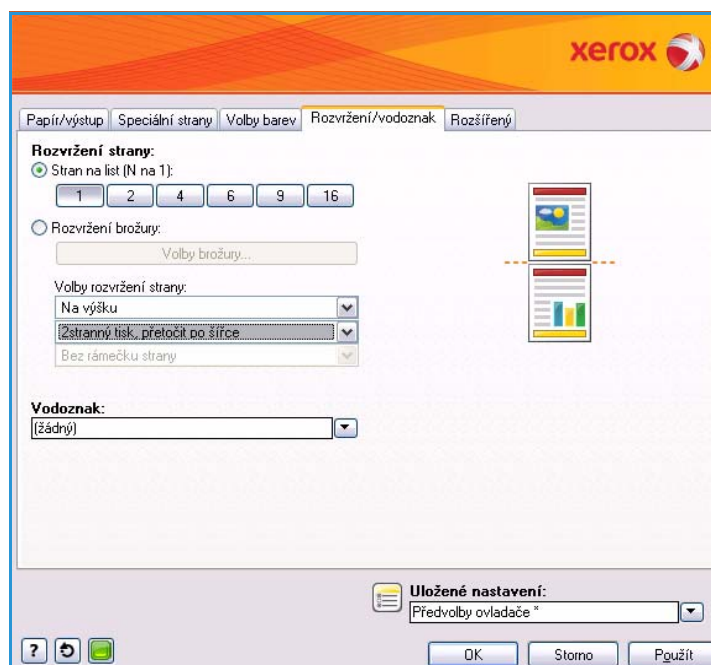 xerox
Papír/výstup Speciální strany Volby barev Rozvržení/vodoznak Rozšířený
Rozvržení strany:
Stran na list (N na 1):
1 2 4 6 9 16
Rozvržení brožury:
Volby brožury...
Volby rozvržení strany:
Na výšku
2stranný tisk, přetočit po šířce
Bez rámečku strany
Vodoznak:
(žádný)
Uložené nastavení:
Předvolby ovladače *
?
OK Storno Použít